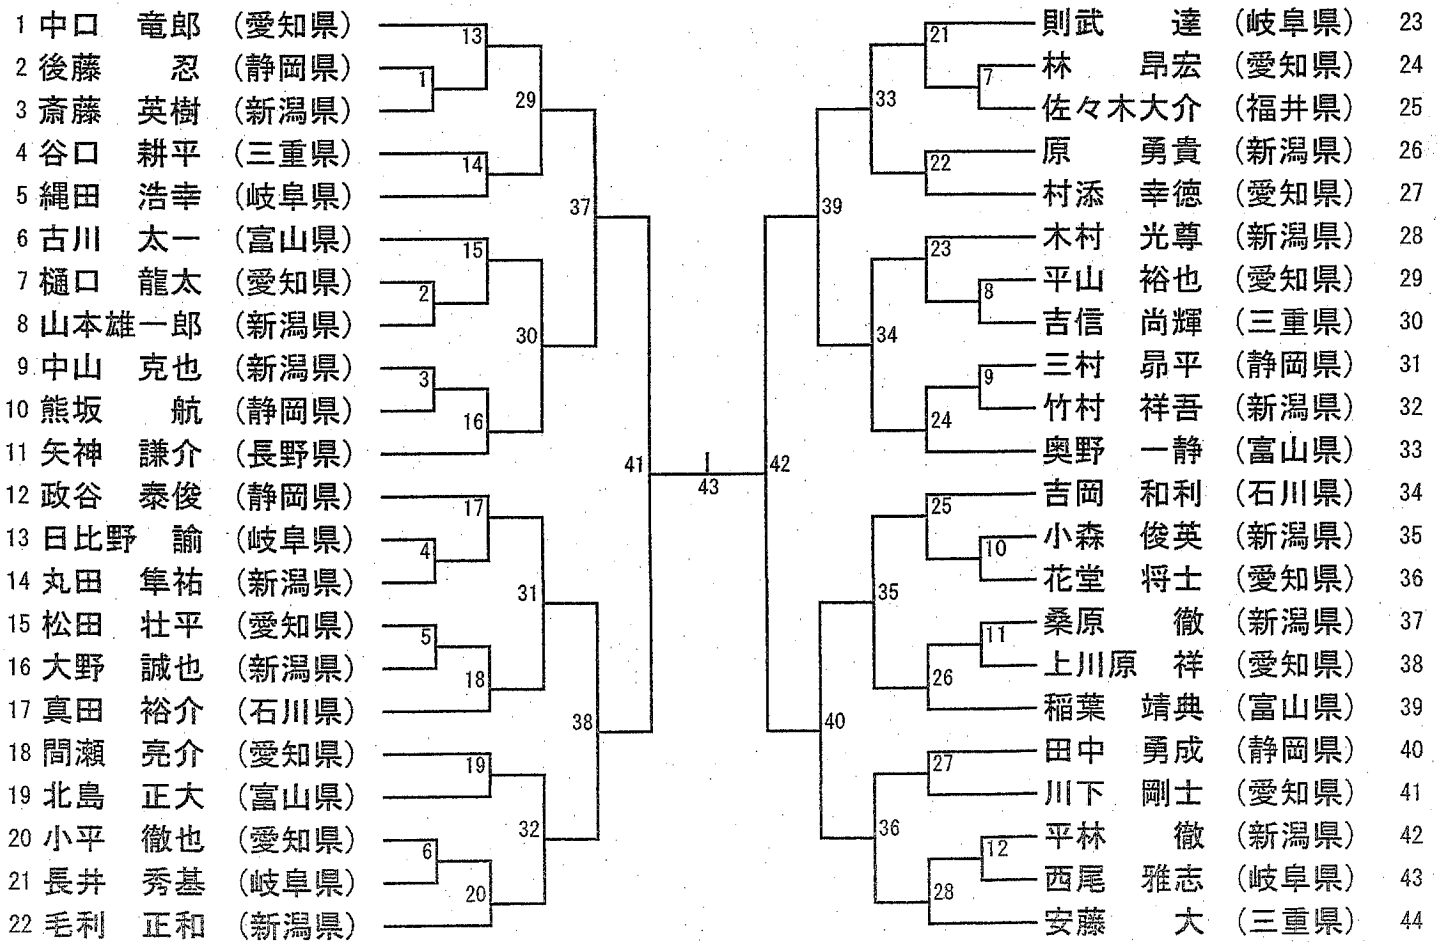 1 中口 竜郎 (愛知県)
2 後藤 忍 (静岡県)
3 斎藤 英樹 (新潟県)
4 谷口 耕平 (三重県)
5 縄田 浩幸 (岐阜県)
6 古川 太一 (富山県)
7 樋口 龍太 (愛知県)
8 山本雄一郎 (新潟県)
9 中山 克也 (新潟県)
10 熊坂 航 (静岡県)
11 矢神 謙介 (長野県)
12 政谷 泰俊 (静岡県)
13 日比野 諭 (岐阜県)
14 丸田 隼祐 (新潟県)
15 松田 壮平 (愛知県)
16 大野 誠也 (新潟県)
17 真田 裕介 (石川県)
18 間瀬 亮介 (愛知県)
19 北島 正大 (富山県)
20 小平 徹也 (愛知県)
21 長井 秀基 (岐阜県)
22 毛利 正和 (新潟県)
13
1
29
14
37
15
2
30
3
16
41
17
4
31
5
18
38
19
32
6
20
43
21
7
33
22
39
23
8
34
9
24
42
25
10
35
11
26
40
27
36
12
28
則武 達 (岐阜県) 23
林 昂宏 (愛知県) 24
佐々木大介 (福井県) 25
原 勇貴 (新潟県) 26
村添 幸徳 (愛知県) 27
木村 光尊 (新潟県) 28
平山 裕也 (愛知県) 29
吉信 尚輝 (三重県) 30
三村 昴平 (静岡県) 31
竹村 祥吾 (新潟県) 32
奥野 一静 (富山県) 33
吉岡 和利 (石川県) 34
小森 俊英 (新潟県) 35
花堂 将士 (愛知県) 36
桑原 徹 (新潟県) 37
上川原 祥 (愛知県) 38
稲葉 靖典 (富山県) 39
田中 勇成 (静岡県) 40
川下 剛士 (愛知県) 41
平林 徹 (新潟県) 42
西尾 雅志 (岐阜県) 43
安藤 大 (三重県) 44